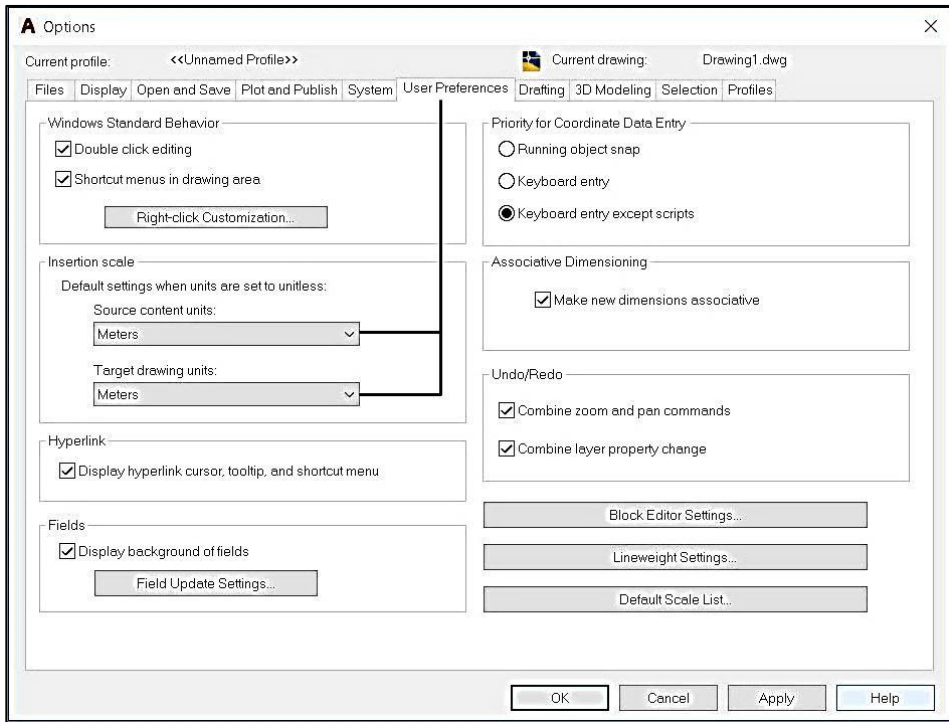 A Options
Current profile: <<Unnamed Profile>> Current drawing: Drawing1.dwg
Files Display Open and Save Plot and Publish System User Preferences Drafting 3D Modeling Selection Profiles
Windows Standard Behavior
Double click editing
Shortcut menus in drawing area
Right-click Customization...
Insertion scale
Default settings when units are set to unitless:
Source content units:
Meters
Target drawing units:
Meters
Hyperlink
Display hyperlink cursor, tooltip, and shortcut menu
Fields
Display background of fields
Field Update Settings...
Priority for Coordinate Data Entry
Running object snap
Keyboard entry
Keyboard entry except scripts
Associative Dimensioning
Make new dimensions associative
Undo/Redo
Combine zoom and pan commands
Combine layer property change
Block Editor Settings...
Lineweight Settings...
Default Scale List...
OK Cancel Apply Help